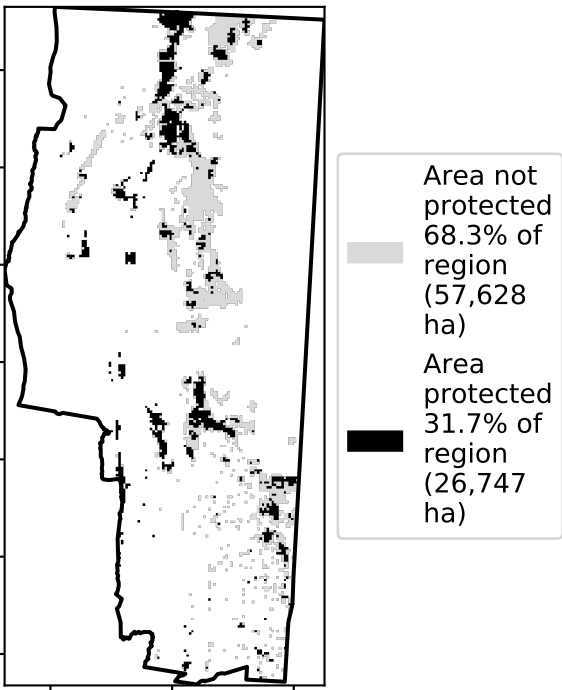 Area not
protected
68.3% of
region
(57,628
ha)
Area
protected
31.7% of
region
(26,747
ha)